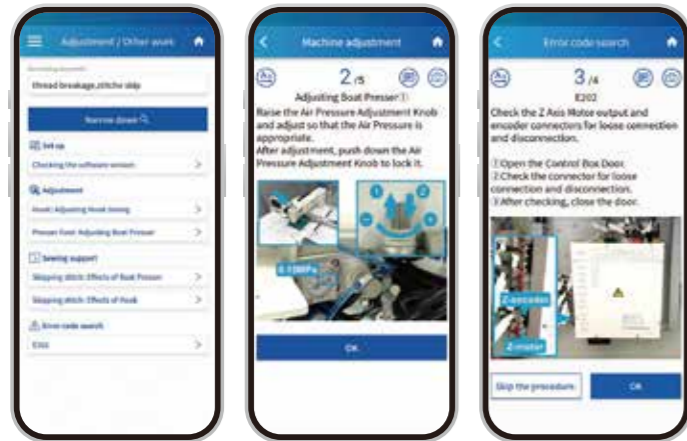 Adjustment / Other work
thread breakage,stitche skip
Narrow down
Set up
Checking the software version
Adjustment
Hook: Adjusting Hook timing
Presser Foot: Adjusting Boat Presser
Sewing support
Skipping stitch: Effects of Boat Presser
Skipping stitch: Effects of Hook
Error code search
E202
Machine adjustment
2 /5
Adjusting Boat Presser①
Raise the Air Pressure Adjustment Knob
and adjust so that the Air Pressure is
appropriate.
After adjustment, push down the Air
Pressure Adjustment Knob to lock it.
OK
Error code search
3 /4
E202
Check the Z Axis Motor output and
encoder connectors for loose connection
and disconnection.
①Open the Control Box Door.
②Check the connector for loose
connection and disconnection.
③After checking, close the door.
Z-encoder
Z-motor
Skip the procedure
OK